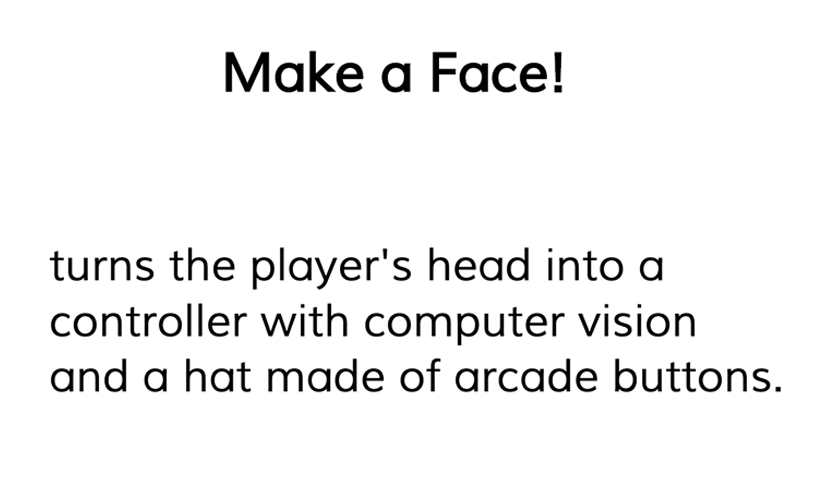 Make a Face!
turns the player's head into a
controller with computer vision
and a hat made of arcade buttons.